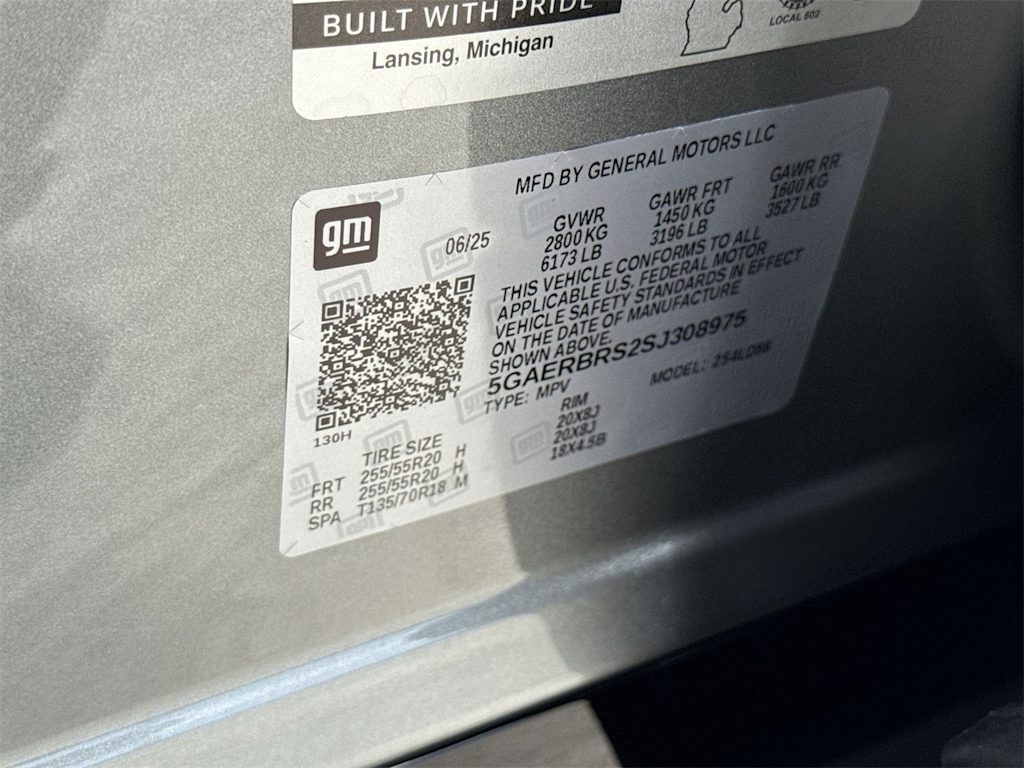 BUILT WITH PRIDE
Lansing, Michigan
LOCAL 602
MFD BY GENERAL MOTORS LLC
gm
06/25
GVWR GAWR FRT GAWR RR
2800 KG 1450 KG 1600 KG
6173 LB 3196 LB 3527 LB
THIS VEHICLE CONFORMS TO ALL
APPLICABLE U.S. FEDERAL MOTOR
VEHICLE SAFETY STANDARDS IN EFFECT
ON THE DATE OF MANUFACTURE
SHOWN ABOVE.
5GAERBRS2SJ308975
TYPE: MPV MODEL:
130H
TIRE SIZE RIM
FRT 255/55R20 H 20X8J
RR 255/55R20 H 20X8J
SPA T135/70R18 M 18X4.5B